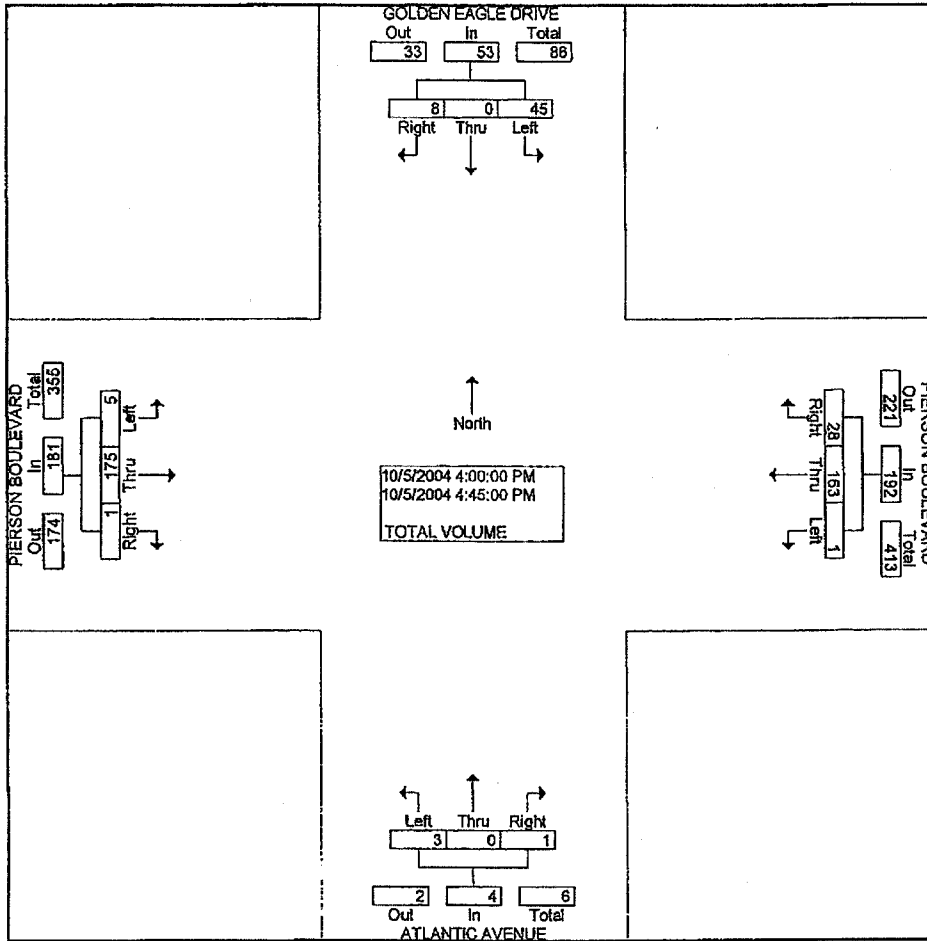 GOLDEN EAGLE DRIVE
Out In Total
33 53 86
8 0 45
Right Thru Left
PIERSON BOULEVARD
Total In Out
355 181 174
5 175 1
Left Thru Right
North
10/5/2004 4:00:00 PM
10/5/2004 4:45:00 PM
TOTAL VOLUME
Right Thru Left
28 163 1
221 192 413
Out In Total
PIERSON BOULEVARD
Left Thru Right
3 0 1
2 4 6
Out In Total
ATLANTIC AVENUE